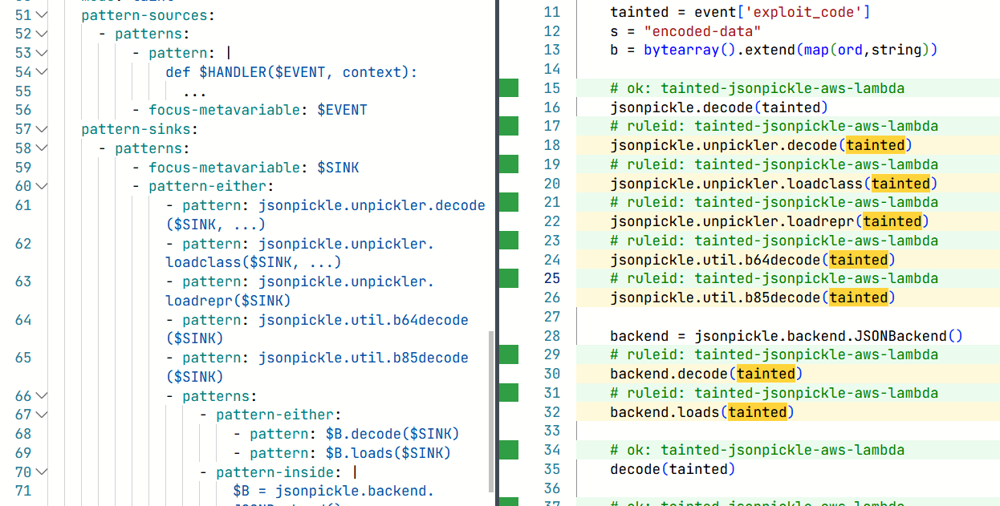 51 pattern-sources:
52 - patterns:
53 - pattern: |
54 def $HANDLER($EVENT, context):
55 ...
56 - focus-metavariable: $EVENT
57 pattern-sinks:
58 - patterns:
59 - focus-metavariable: $SINK
60 - pattern-either:
61 - pattern: jsonpickle.unpickler.decode
($SINK, ...)
62 - pattern: jsonpickle.unpickler.
loadclass($SINK, ...)
63 - pattern: jsonpickle.unpickler.
loadrepr($SINK)
64 - pattern: jsonpickle.util.b64decode
($SINK)
65 - pattern: jsonpickle.util.b85decode
($SINK)
66 - patterns:
67 - pattern-either:
68 - pattern: $B.decode($SINK)
69 - pattern: $B.loads($SINK)
70 - pattern-inside: |
71 $B = jsonpickle.backend.
11 tainted = event['exploit_code']
12 s = "encoded-data"
13 b = bytearray().extend(map(ord,string))
14
15 # ok: tainted-jsonpickle-aws-lambda
16 jsonpickle.decode(tainted)
17 # ruleid: tainted-jsonpickle-aws-lambda
18 jsonpickle.unpickler.decode(tainted)
19 # ruleid: tainted-jsonpickle-aws-lambda
20 jsonpickle.unpickler.loadclass(tainted)
21 # ruleid: tainted-jsonpickle-aws-lambda
22 jsonpickle.unpickler.loadrepr(tainted)
23 # ruleid: tainted-jsonpickle-aws-lambda
24 jsonpickle.util.b64decode(tainted)
25 # ruleid: tainted-jsonpickle-aws-lambda
26 jsonpickle.util.b85decode(tainted)
27
28 backend = jsonpickle.backend.JSONBackend()
29 # ruleid: tainted-jsonpickle-aws-lambda
30 backend.decode(tainted)
31 # ruleid: tainted-jsonpickle-aws-lambda
32 backend.loads(tainted)
33
34 # ok: tainted-jsonpickle-aws-lambda
35 decode(tainted)
36
37 # ok: tainted-jsonpickle-aws-lambda